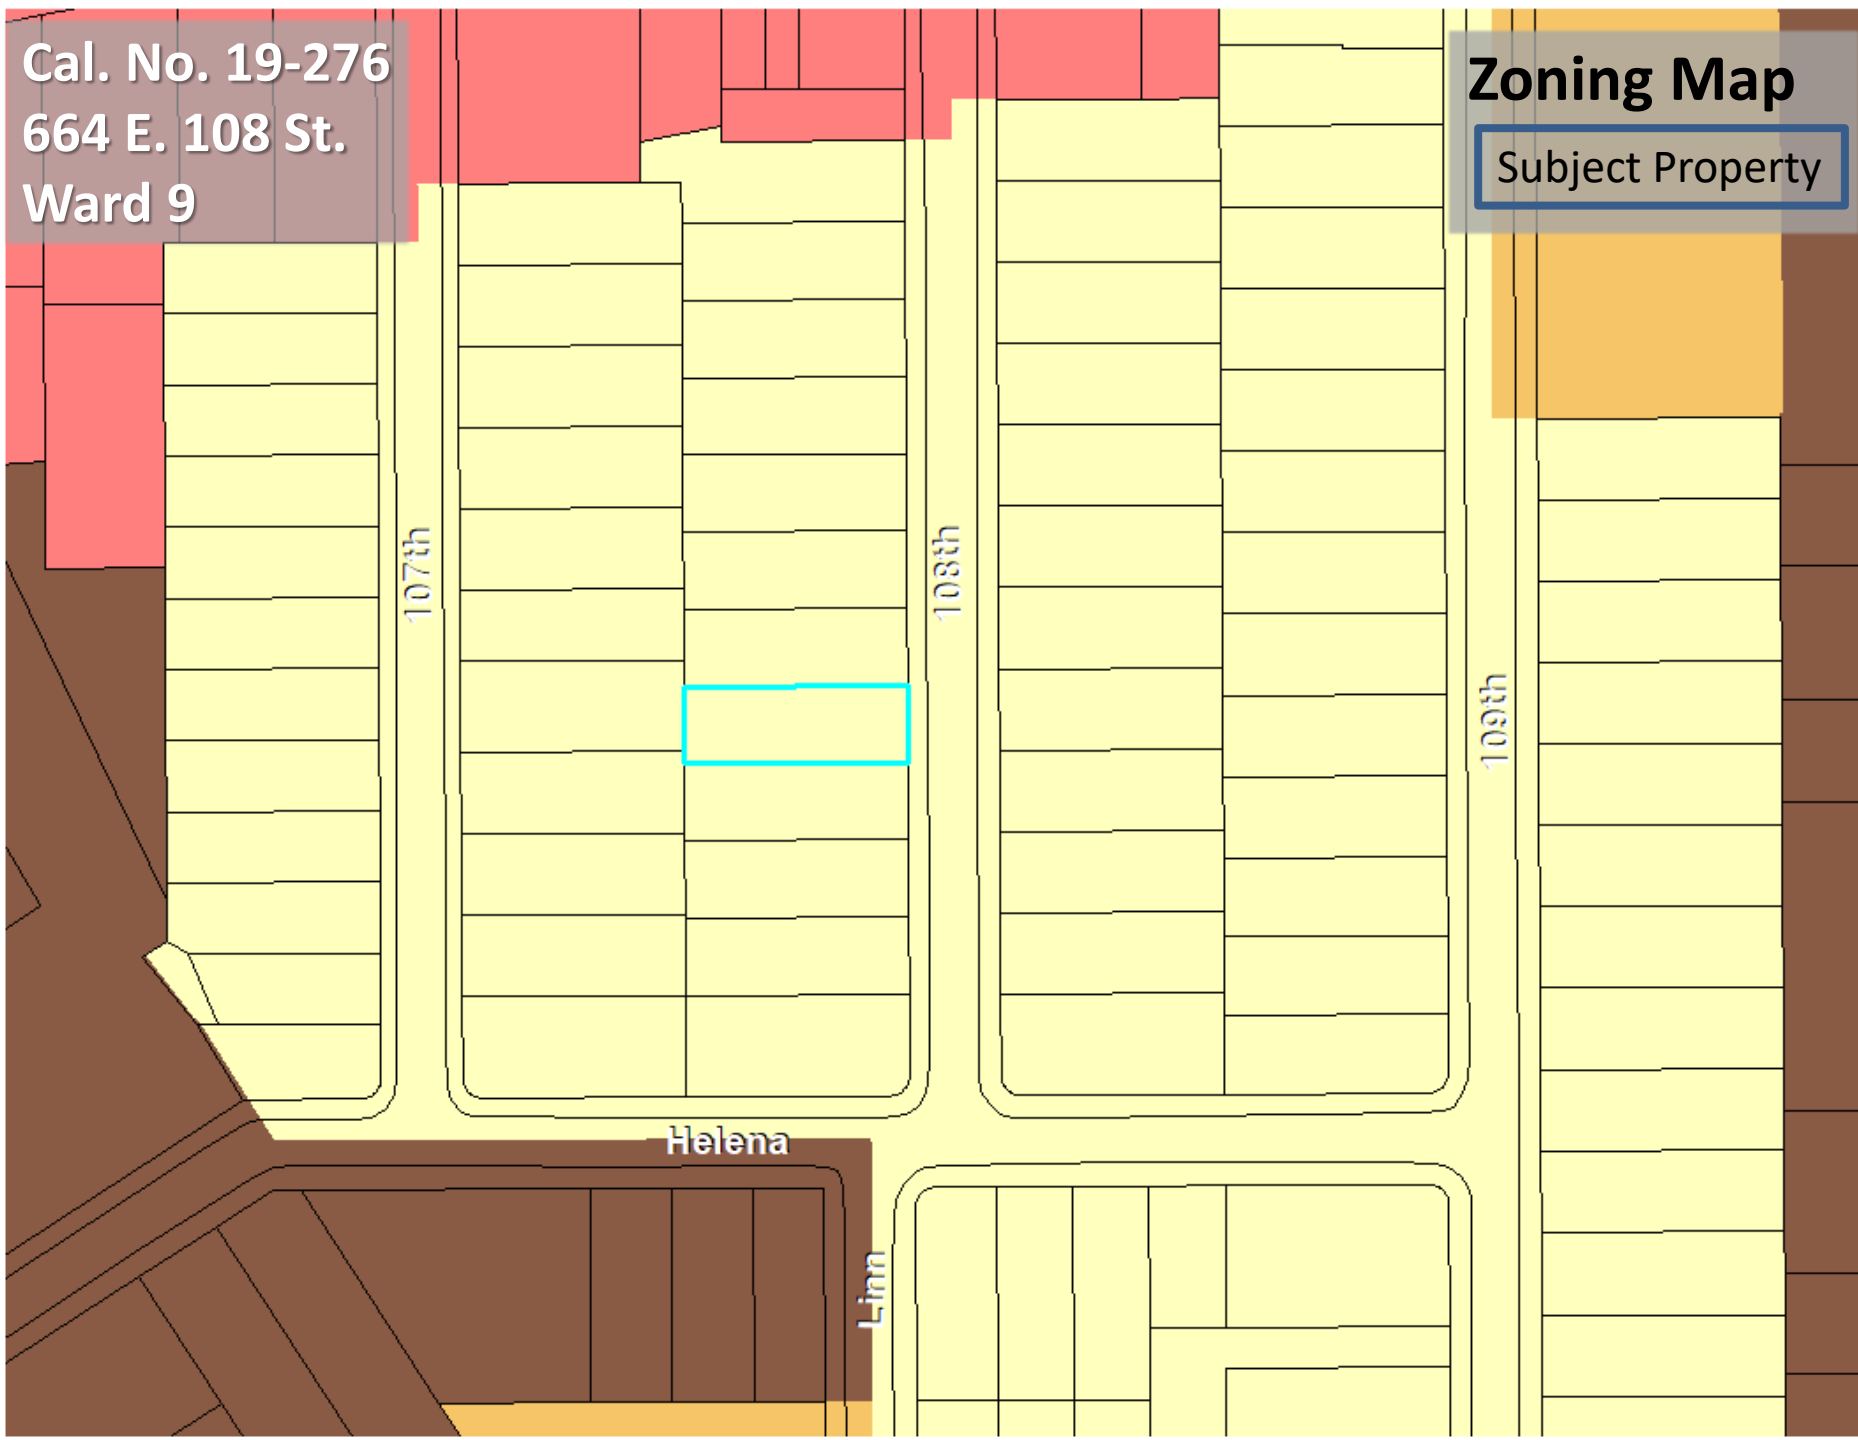 Cal. No. 19-276
664 E. 108 St.
Ward 9
Zoning Map
Subject Property
107th
108th
109th
Helena
Linn